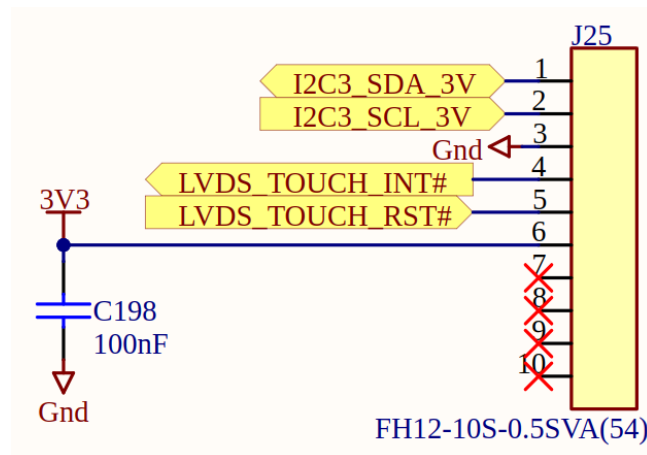 J25
I2C3_SDA_3V 1
I2C3_SCL_3V 2
Gnd 3
LVDS_TOUCH_INT# 4
3V3 LVDS_TOUCH_RST# 5
6
7
8
C198 9
100nF 10
Gnd
FH12-10S-0.5SVA(54)